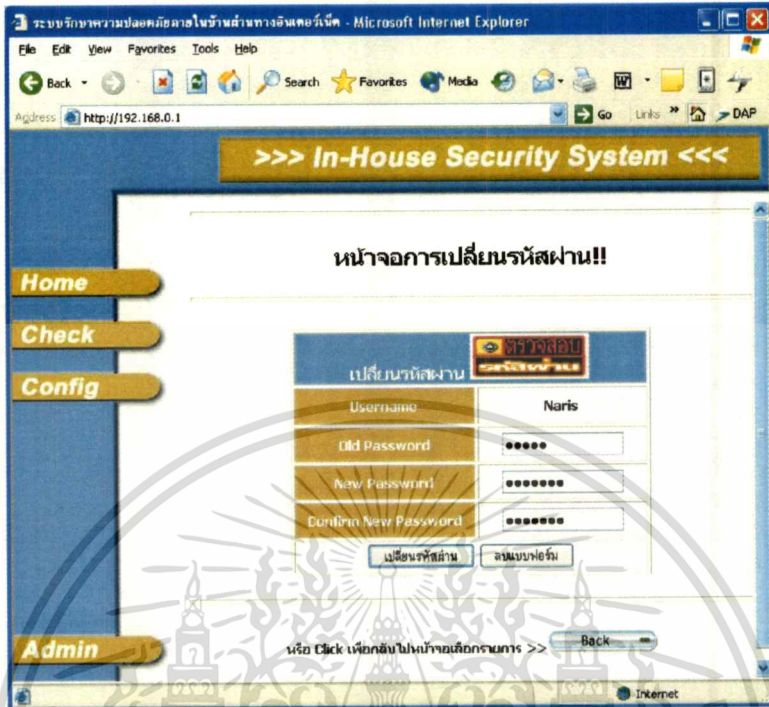 ระบบรักษาความปลอดภัยภายในบ้านผ่านทางอินเตอร์เน็ต - Microsoft Internet Explorer
File Edit View Favorites Tools Help
Back Search Favorites Media
Address http://192.168.0.1 Go Links » DAP
>>> In-House Security System <<<
หน้าจอการเปลี่ยนรหัสผ่าน!!
Home
Check
Config
เปลี่ยนรหัสผ่าน ตรวจสอบ
รหัสผ่าน
Username Naris
Old Password •••••
New Password •••••••
Confirm New Password •••••••
เปลี่ยนรหัสผ่าน ลบแบบฟอร์ม
Admin
หรือ Click เพื่อกลับไปหน้าจอเลือกรายการ >> Back
Internet